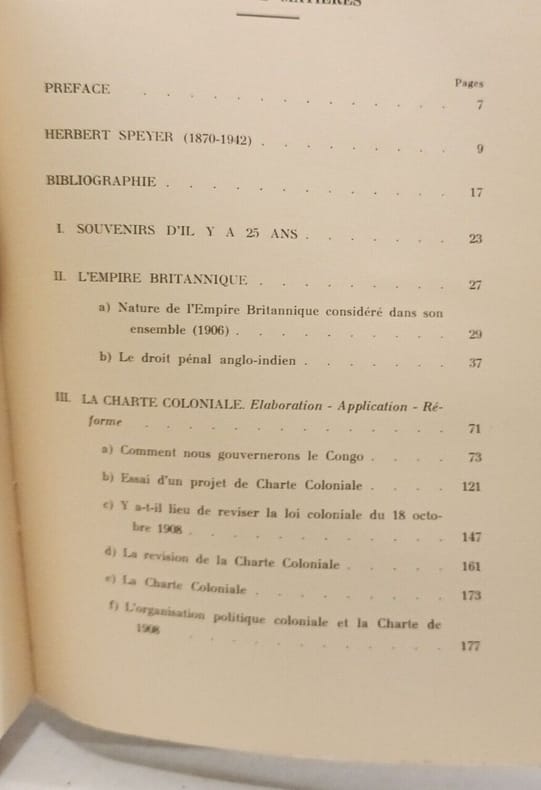 MATIERES
Pages
PREFACE . . . . . . . . . . . . 7
HERBERT SPEYER (1870-1942) . . . . . . . . 9
BIBLIOGRAPHIE . . . . . . . . . . . . . 17
I. SOUVENIRS D'IL Y A 25 ANS . . . . . . . 23
II. L'EMPIRE BRITANNIQUE . . . . . . . . . 27
a) Nature de l'Empire Britannique considéré dans son
ensemble (1906) . . . . . . . . . . 29
b) Le droit pénal anglo-indien . . . . . . . 37
III. LA CHARTE COLONIALE. Elaboration - Application - Ré-
forme . . . . . . . . . . . . . 71
a) Comment nous gouvernerons le Congo . . . . 73
b) Essai d'un projet de Charte Coloniale . . . . 121
c) Y a-t-il lieu de reviser la loi coloniale du 18 octo-
bre 1908 . . . . . . . . . . . . 147
d) La revision de la Charte Coloniale . . . . . 161
e) La Charte Coloniale . . . . . . . . . 173
f) L'organisation politique coloniale et la Charte de
1908 . . . . . . . . . . . . 177